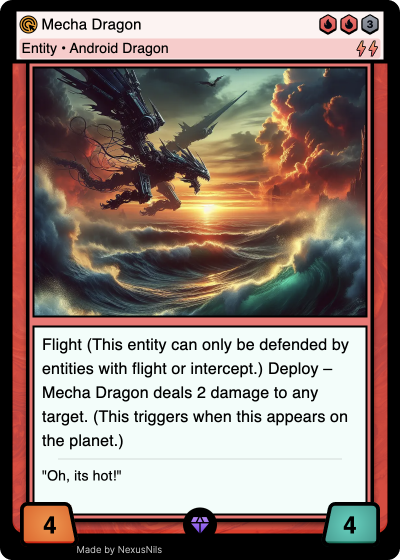 Mecha Dragon
3
Entity • Android Dragon
Flight (This entity can only be defended by
entities with flight or intercept.) Deploy –
Mecha Dragon deals 2 damage to any
target. (This triggers when this appears on
the planet.)
"Oh, its hot!"
4
4
Made by NexusNils